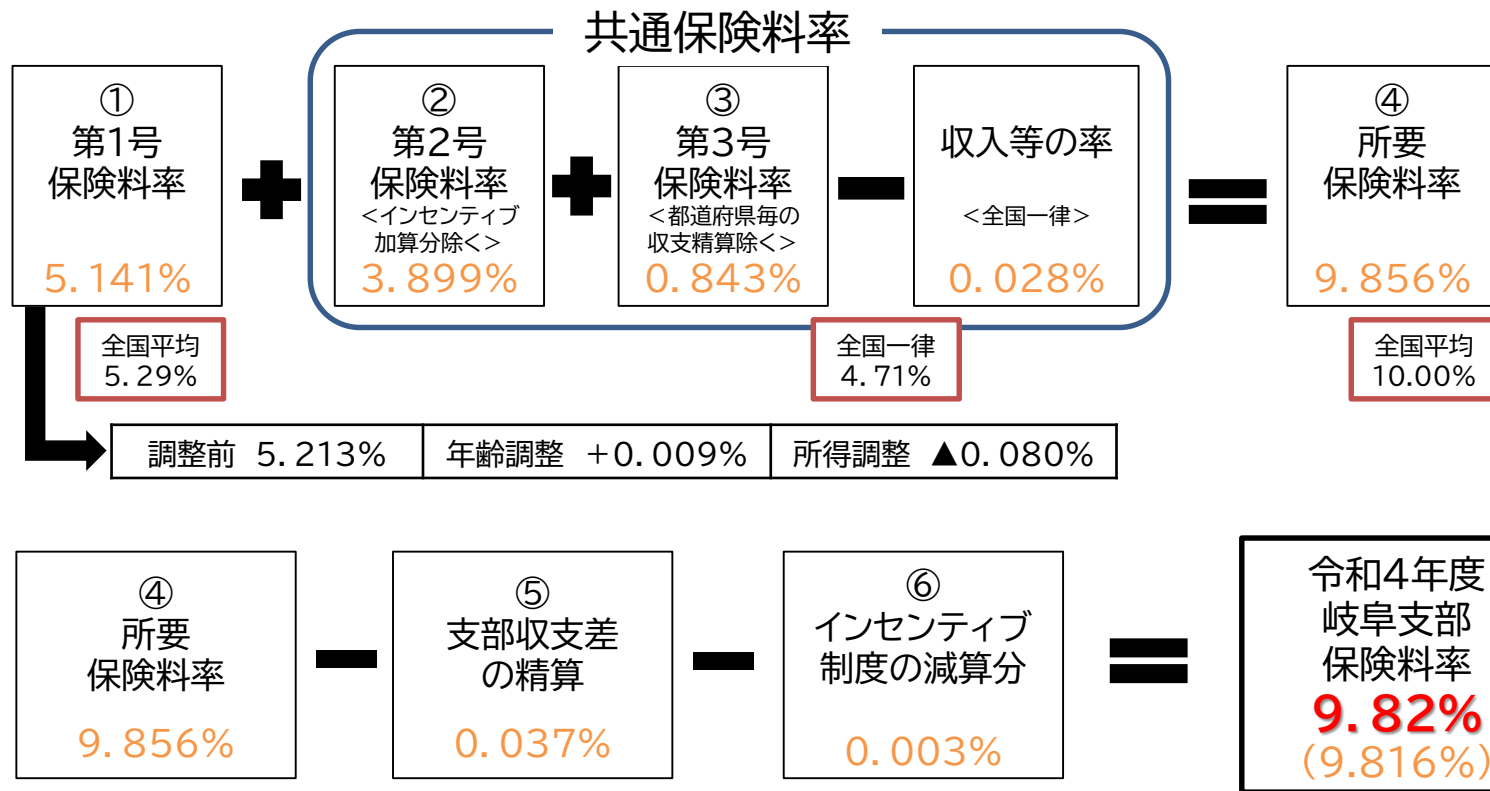 共通保険料率
①
第1号
保険料率
5.141%
②
第2号
保険料率
<インセンティブ
加算分除く>
3.899%
③
第3号
保険料率
<都道府県毎の
収支精算除く>
0.843%
収入等の率
<全国一律>
0.028%
④
所要
保険料率
9.856%
全国平均
5.29%
全国一律
4.71%
全国平均
10.00%
調整前 5.213%
年齢調整 +0.009%
所得調整 ▲0.080%
④
所要
保険料率
9.856%
⑤
支部収支差
の精算
0.037%
⑥
インセンティブ
制度の減算分
0.003%
令和4年度
岐阜支部
保険料率
9.82%
(9.816%)